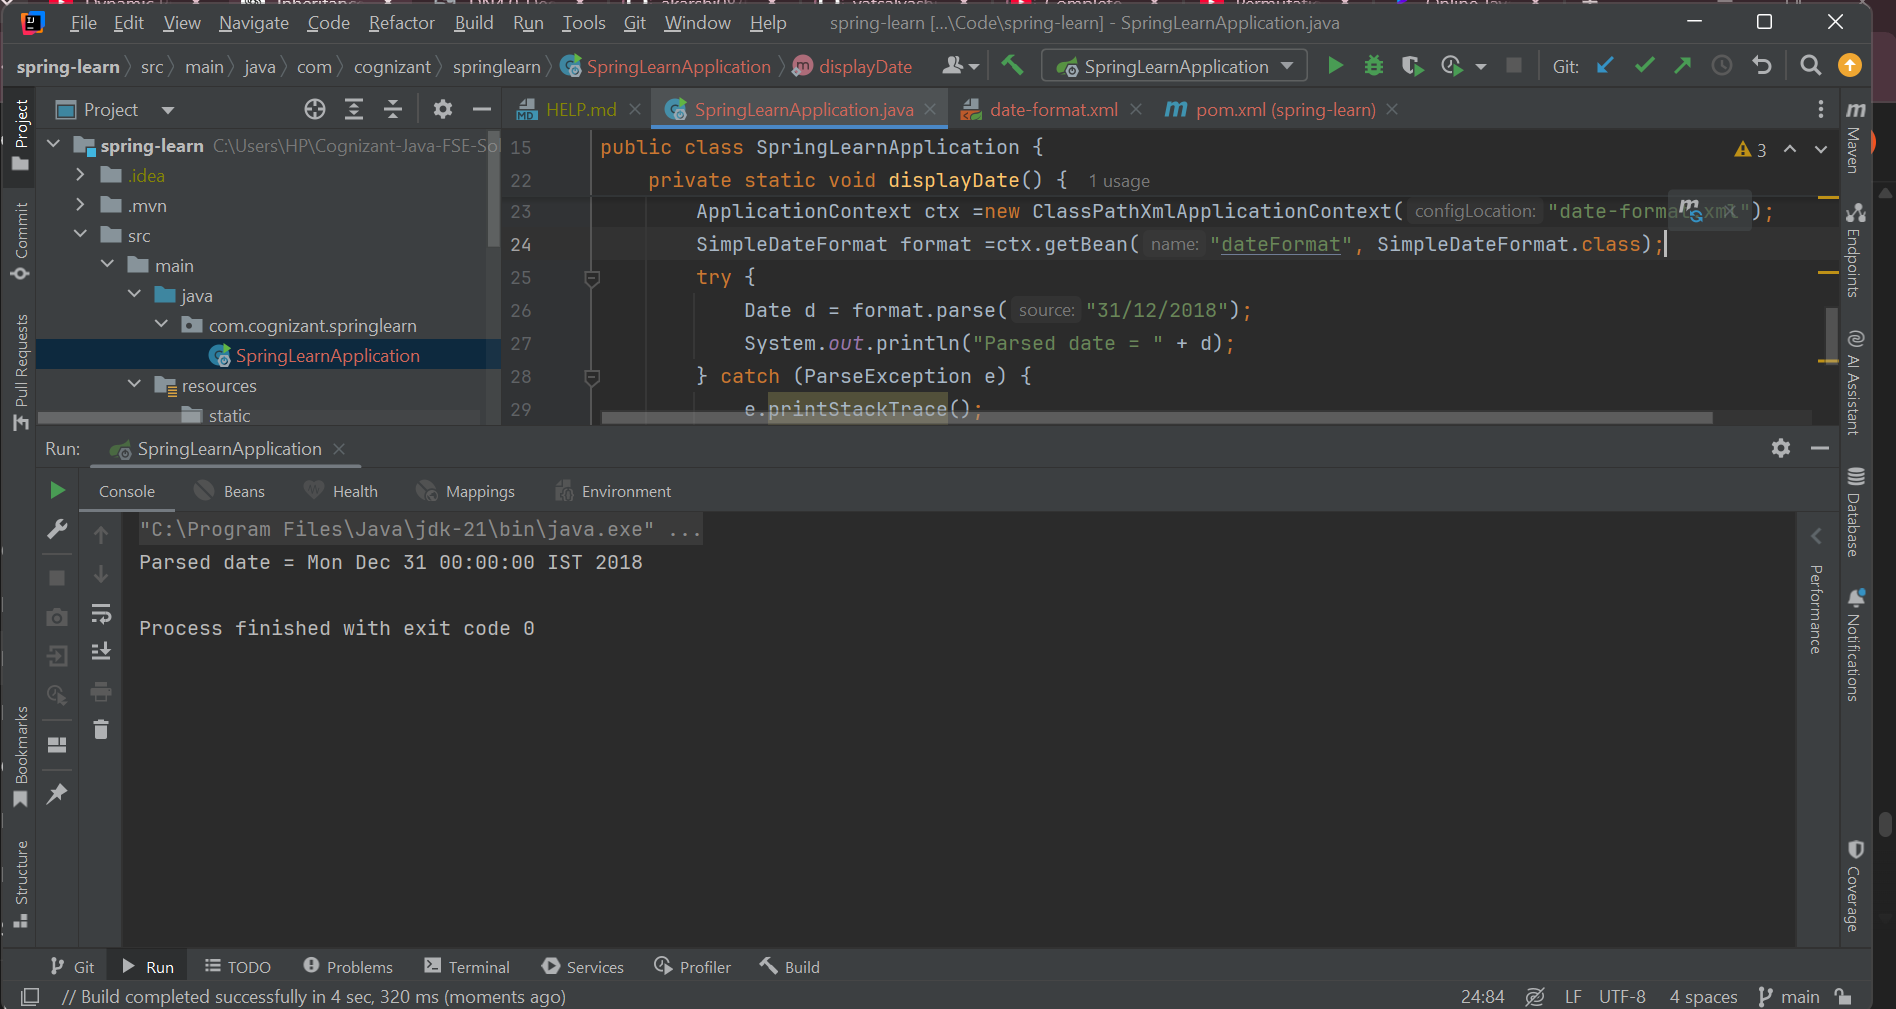 File Edit View Navigate Code Refactor Build Run Tools Git Window Help spring-learn [...\Code\spring-learn] - SpringLearnApplication.java
spring-learn src main java com cognizant springlearn SpringLearnApplication displayDate SpringLearnApplication Git:
Project
HELP.md SpringLearnApplication.java date-format.xml pom.xml (spring-learn)
spring-learn C:\Users\HP\Cognizant-Java-FSE-Sol
.idea
.mvn
src
main
java
com.cognizant.springlearn
SpringLearnApplication
resources
static
15 public class SpringLearnApplication {
3
22 private static void displayDate() { 1 usage
23 ApplicationContext ctx =new ClassPathXmlApplicationContext( configLocation: "date-format.xml");
24 SimpleDateFormat format =ctx.getBean( name: "dateFormat", SimpleDateFormat.class);
25 try {
26 Date d = format.parse( source: "31/12/2018");
27 System.out.println("Parsed date = " + d);
28 } catch (ParseException e) {
29 e.printStackTrace();
Run: SpringLearnApplication
Console Beans Health Mappings Environment
"C:\Program Files\Java\jdk-21\bin\java.exe" ...
Parsed date = Mon Dec 31 00:00:00 IST 2018
Process finished with exit code 0
Project
Commit
Pull Requests
Bookmarks
Structure
Maven
Endpoints
AI Assistant
Database
Notifications
Coverage
Performance
Git Run TODO Problems Terminal Services Profiler Build
// Build completed successfully in 4 sec, 320 ms (moments ago) 24:84 LF UTF-8 4 spaces main